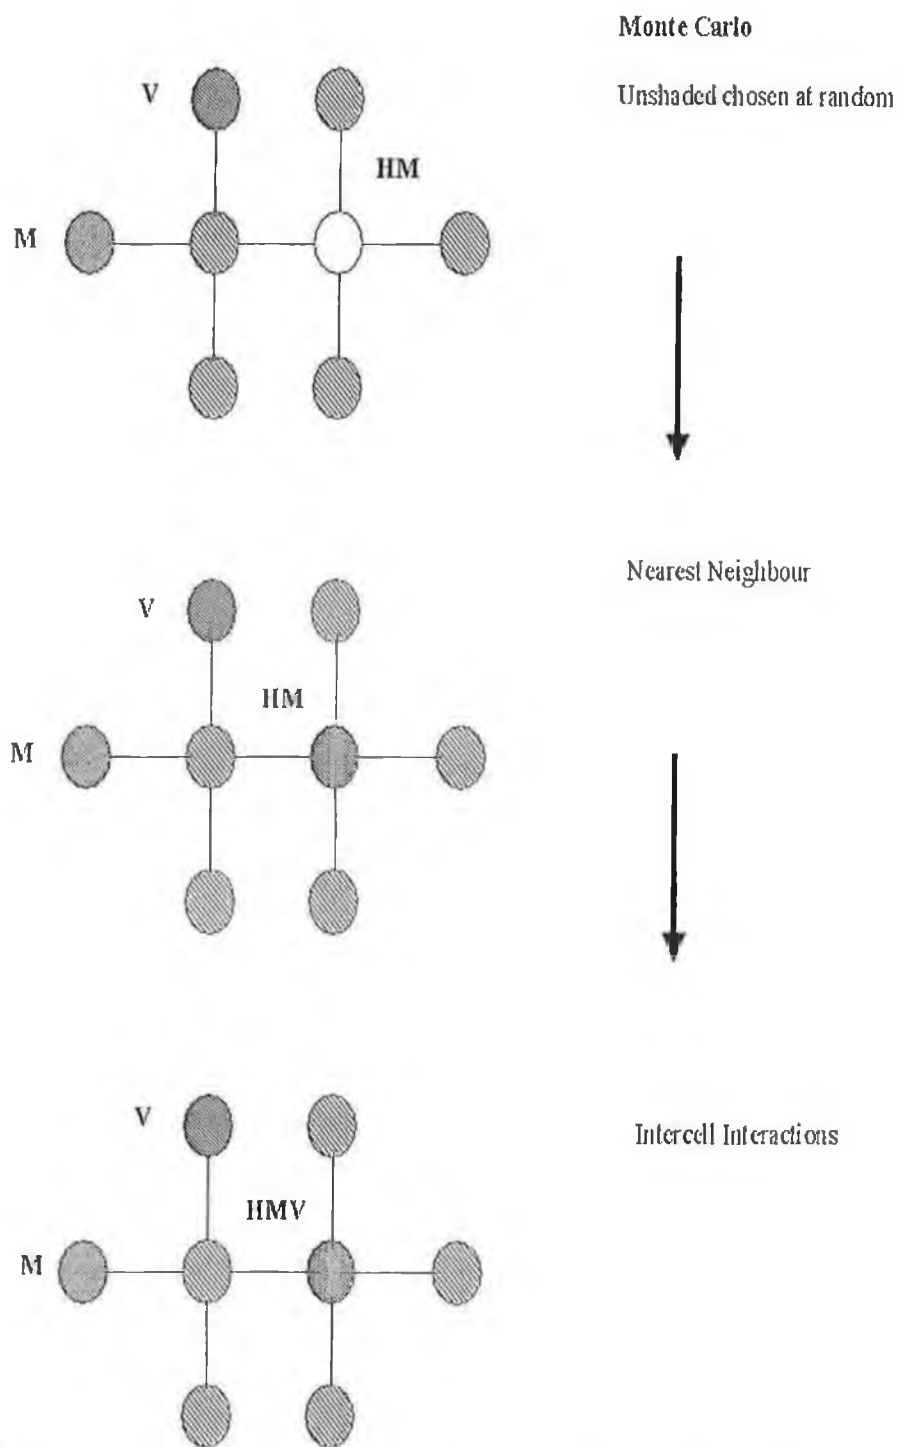 Monte Carlo
V
Unshaded chosen at random
HM
M
Nearest Neighbour
V
HM
M
Intercell Interactions
V
HMV
M